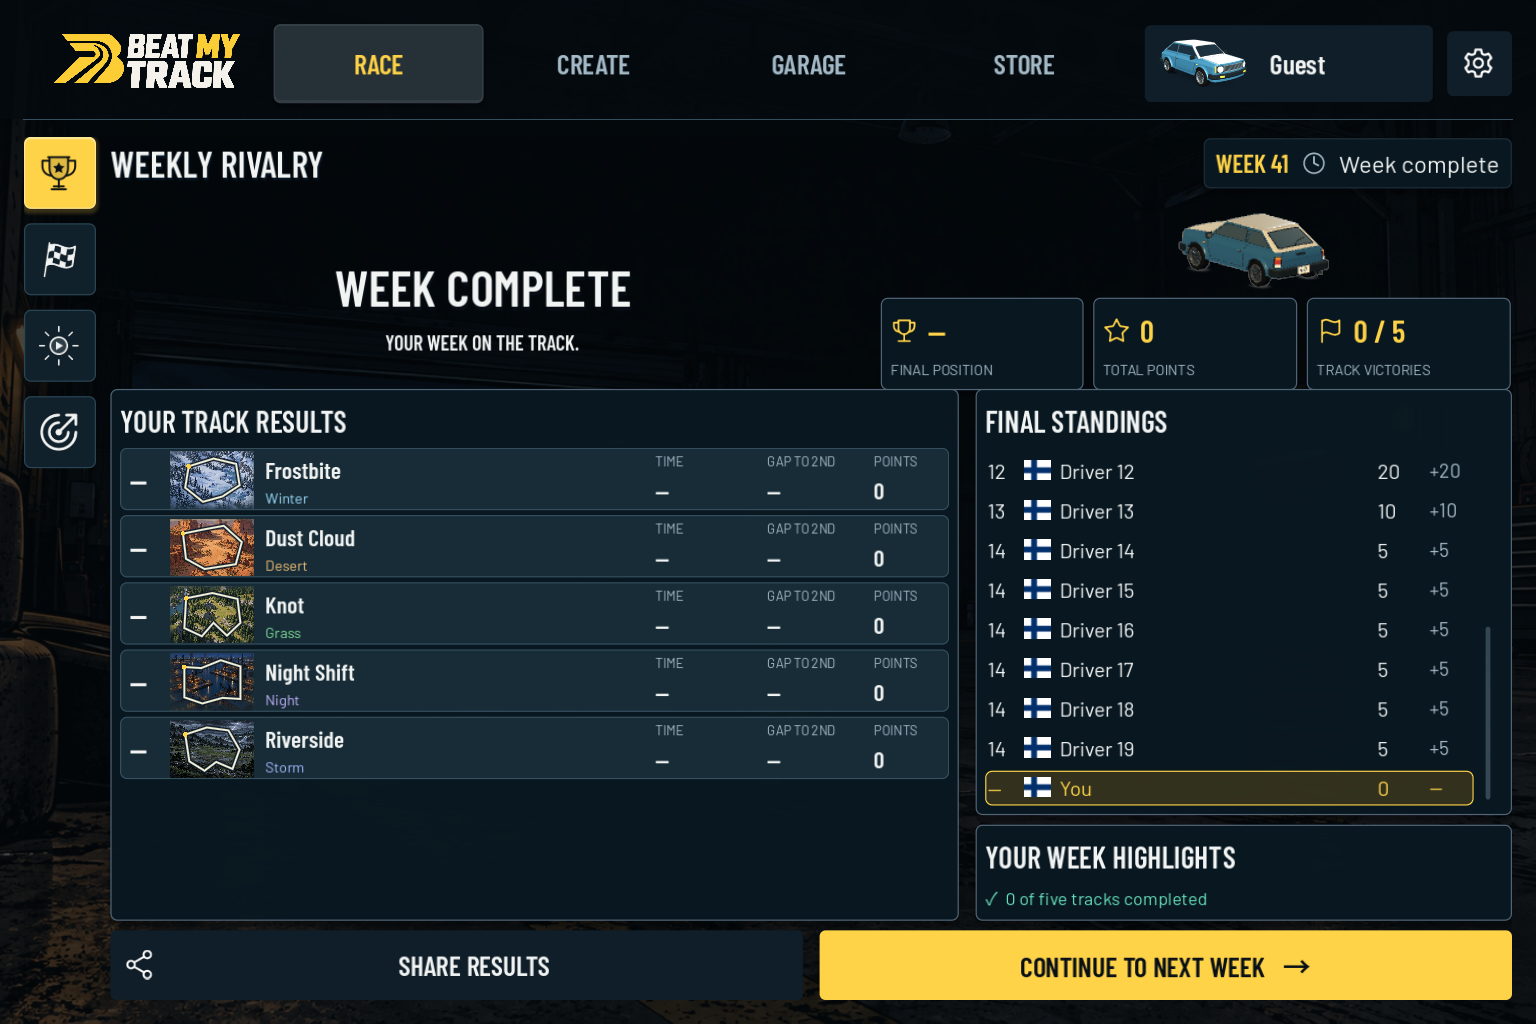 BEAT MY TRACK
RACE
CREATE
GARAGE
STORE
Guest
WEEKLY RIVALRY
WEEK 41 Week complete
WEEK COMPLETE
YOUR WEEK ON THE TRACK.
–
FINAL POSITION
0
TOTAL POINTS
0 / 5
TRACK VICTORIES
YOUR TRACK RESULTS
– Frostbite Winter TIME – GAP TO 2ND – POINTS 0
– Dust Cloud Desert TIME – GAP TO 2ND – POINTS 0
– Knot Grass TIME – GAP TO 2ND – POINTS 0
– Night Shift Night TIME – GAP TO 2ND – POINTS 0
– Riverside Storm TIME – GAP TO 2ND – POINTS 0
FINAL STANDINGS
12 Driver 12 20 +20
13 Driver 13 10 +10
14 Driver 14 5 +5
14 Driver 15 5 +5
14 Driver 16 5 +5
14 Driver 17 5 +5
14 Driver 18 5 +5
14 Driver 19 5 +5
– You 0 –
YOUR WEEK HIGHLIGHTS
✓ 0 of five tracks completed
SHARE RESULTS
CONTINUE TO NEXT WEEK →